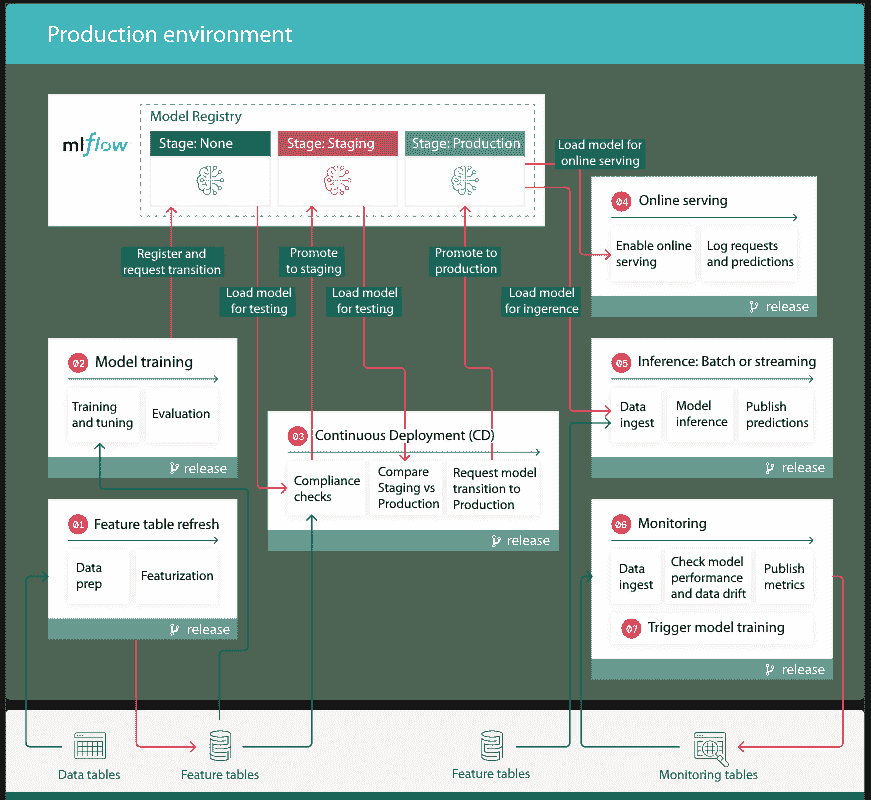 Production environment
mlflow
Model Registry
Stage: None
Stage: Staging
Stage: Production
Load model for
online serving
Register and
request transition
Promote
to staging
Promote to
production
Load model
for testing
Load model
for testing
Load model
for ingerence
04 Online serving
Enable online
serving
Log requests
and predictions
release
02 Model training
Training
and tuning
Evaluation
release
03 Continuous Deployment (CD)
Compliance
checks
Compare
Staging vs
Production
Request model
transition to
Production
release
05 Inference: Batch or streaming
Data
ingest
Model
inference
Publish
predictions
release
01 Feature table refresh
Data
prep
Featurization
release
06 Monitoring
Data
ingest
Check model
performance
and data drift
Publish
metrics
07 Trigger model training
release
Data tables
Feature tables
Feature tables
Monitoring tables